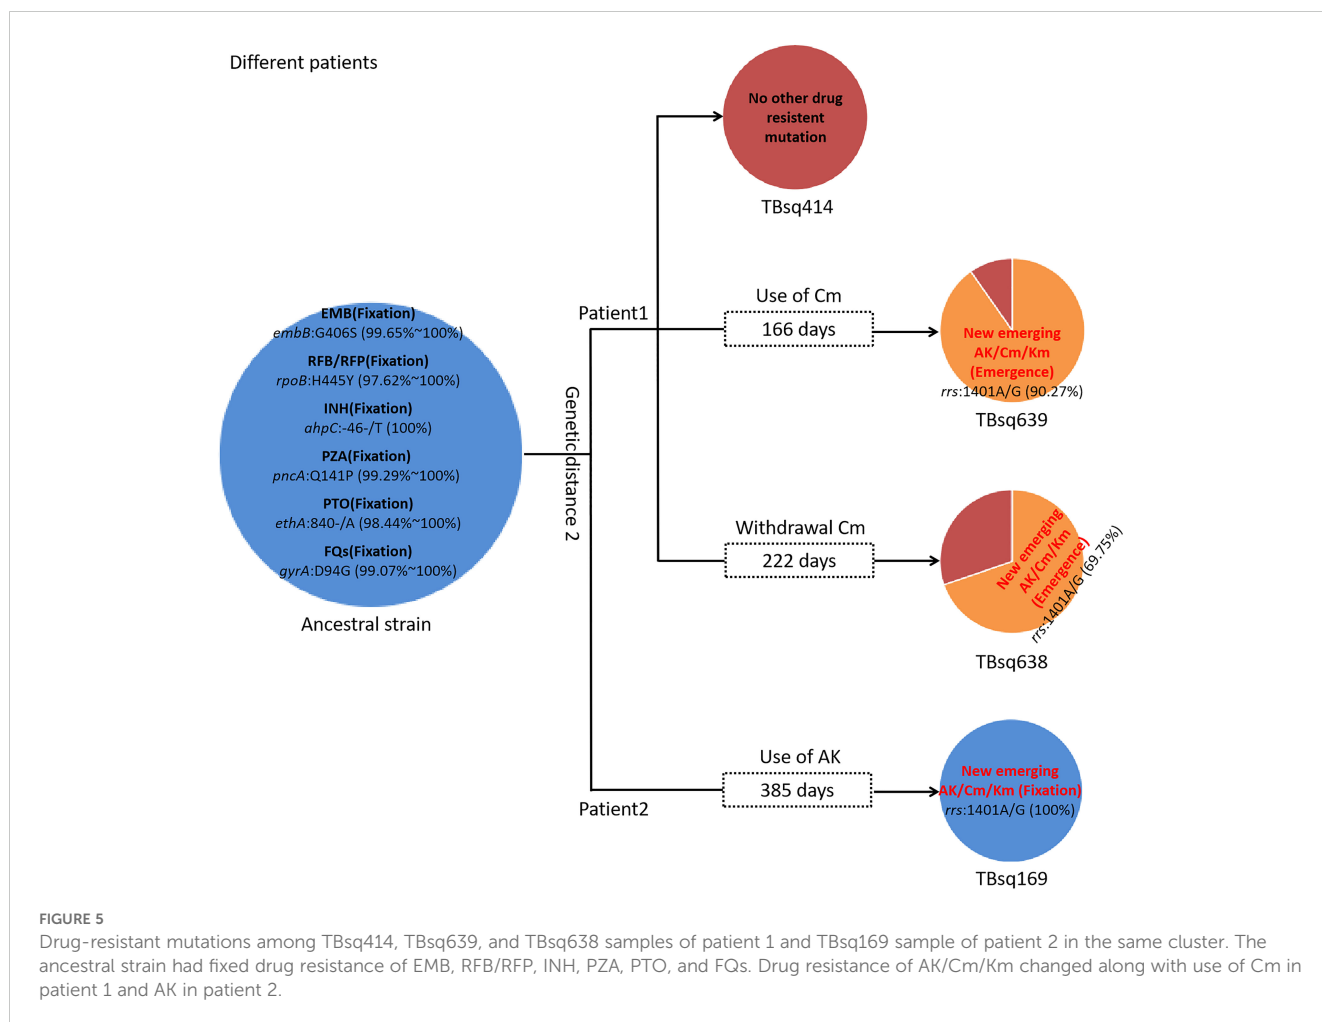 Different patients
No other drug
resistent
mutation
TBsq414
EMB(Fixation)
embB:G406S (99.65%~100%)
RFB/RFP(Fixation)
rpoB:H445Y (97.62%~100%)
INH(Fixation)
ahpC:-46-/T (100%)
PZA(Fixation)
pncA:Q141P (99.29%~100%)
PTO(Fixation)
ethA:840-/A (98.44%~100%)
FQs(Fixation)
gyrA:D94G (99.07%~100%)
Ancestral strain
Genetic distance 2
Patient1
Use of Cm
166 days
New emerging
AK/Cm/Km
(Emergence)
rrs:1401A/G (90.27%)
TBsq639
Withdrawal Cm
222 days
New emerging
AK/Cm/Km
(Emergence)
rrs:1401A/G (69.75%)
TBsq638
Patient2
Use of AK
385 days
New emerging
AK/Cm/Km (Fixation)
rrs:1401A/G (100%)
TBsq169
FIGURE 5
Drug-resistant mutations among TBsq414, TBsq639, and TBsq638 samples of patient 1 and TBsq169 sample of patient 2 in the same cluster. The
ancestral strain had fixed drug resistance of EMB, RFB/RFP, INH, PZA, PTO, and FQs. Drug resistance of AK/Cm/Km changed along with use of Cm in
patient 1 and AK in patient 2.